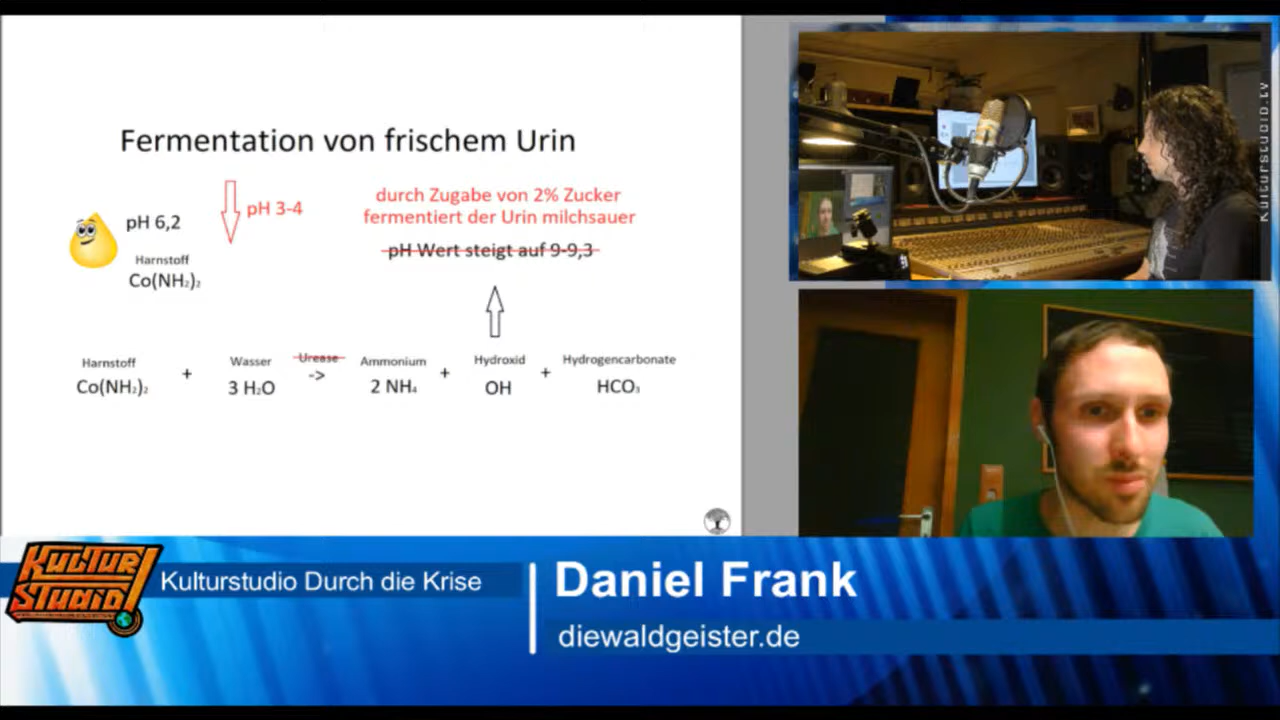 Fermentation von frischem Urin
durch Zugabe von 2% Zucker
fermentiert der Urin milchsauer
pH 6,2
pH 3-4
pH Wert steigt auf 9-9,3
Harnstoff
Co(NH₂)₂
Harnstoff
Co(NH₂)₂
+
Wasser
3 H₂O
Urease
->
Ammonium
2 NH₄
+
Hydroxid
OH
+
Hydrogencarbonate
HCO₃
Kulturstudio.tv
KULTUR
STUDIO!
Kulturstudio Durch die Krise
Daniel Frank
diewaldgeister.de